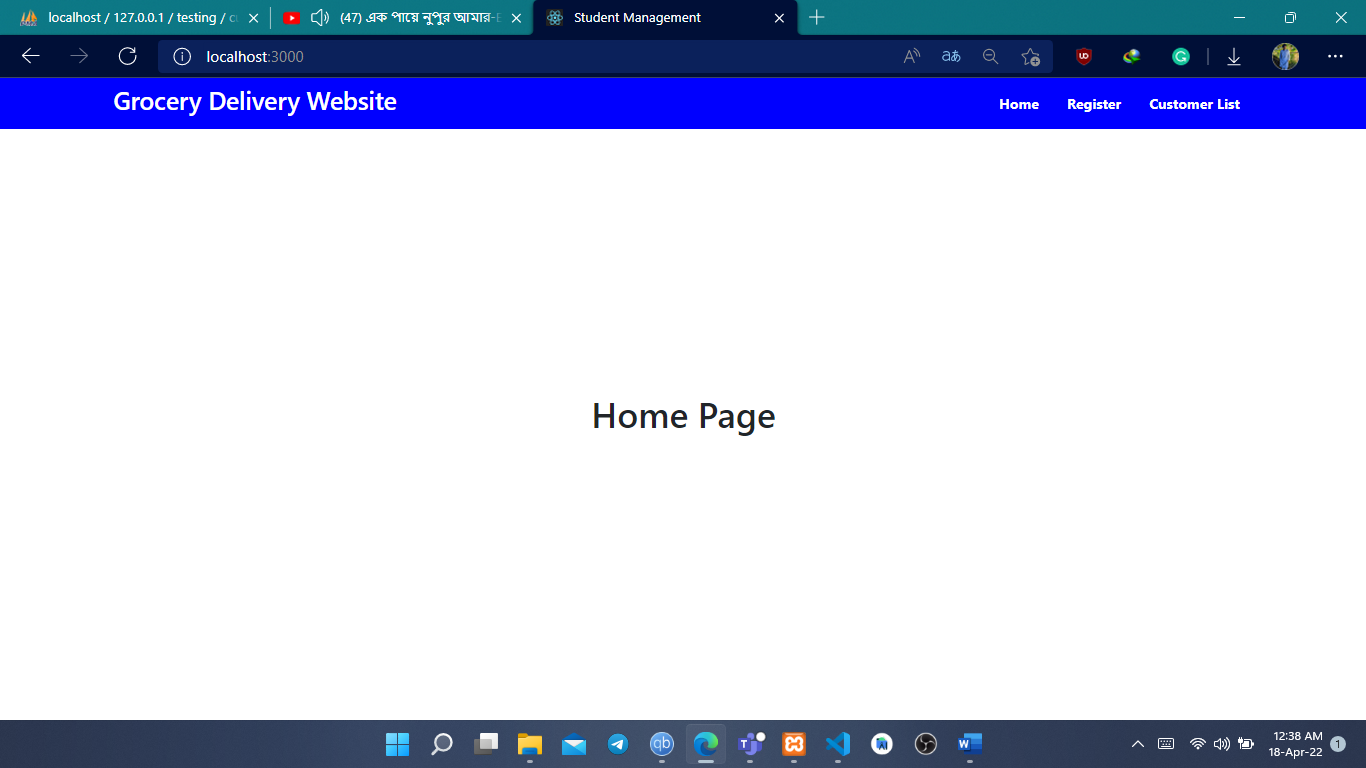 localhost / 127.0.0.1 / testing /
(47) এক পায়ে নুপুর আমার-
Student Management
localhost:3000
Grocery Delivery Website
Home
Register
Customer List
Home Page
12:38 AM
18-Apr-22
1